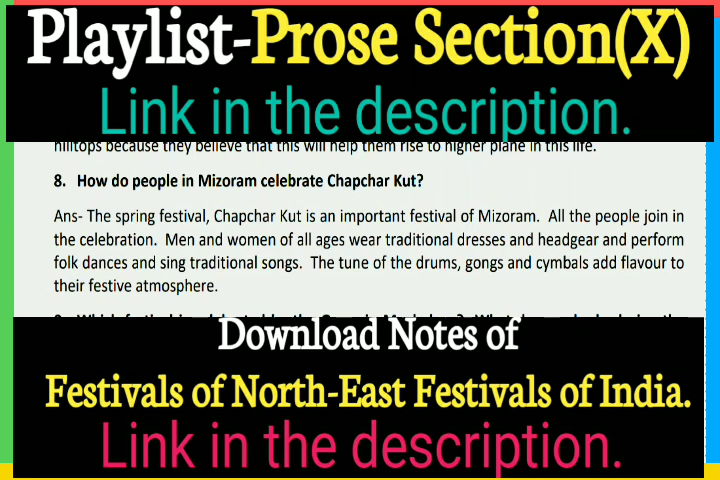 Playlist-Prose Section(X)
Link in the description.
hilltops because they believe that this will help them rise to higher plane in this life.
8. How do people in Mizoram celebrate Chapchar Kut?
Ans- The spring festival, Chapchar Kut is an important festival of Mizoram. All the people join in
the celebration. Men and women of all ages wear traditional dresses and headgear and perform
folk dances and sing traditional songs. The tune of the drums, gongs and cymbals add flavour to
their festive atmosphere.
Download Notes of
Festivals of North-East Festivals of India.
Link in the description.